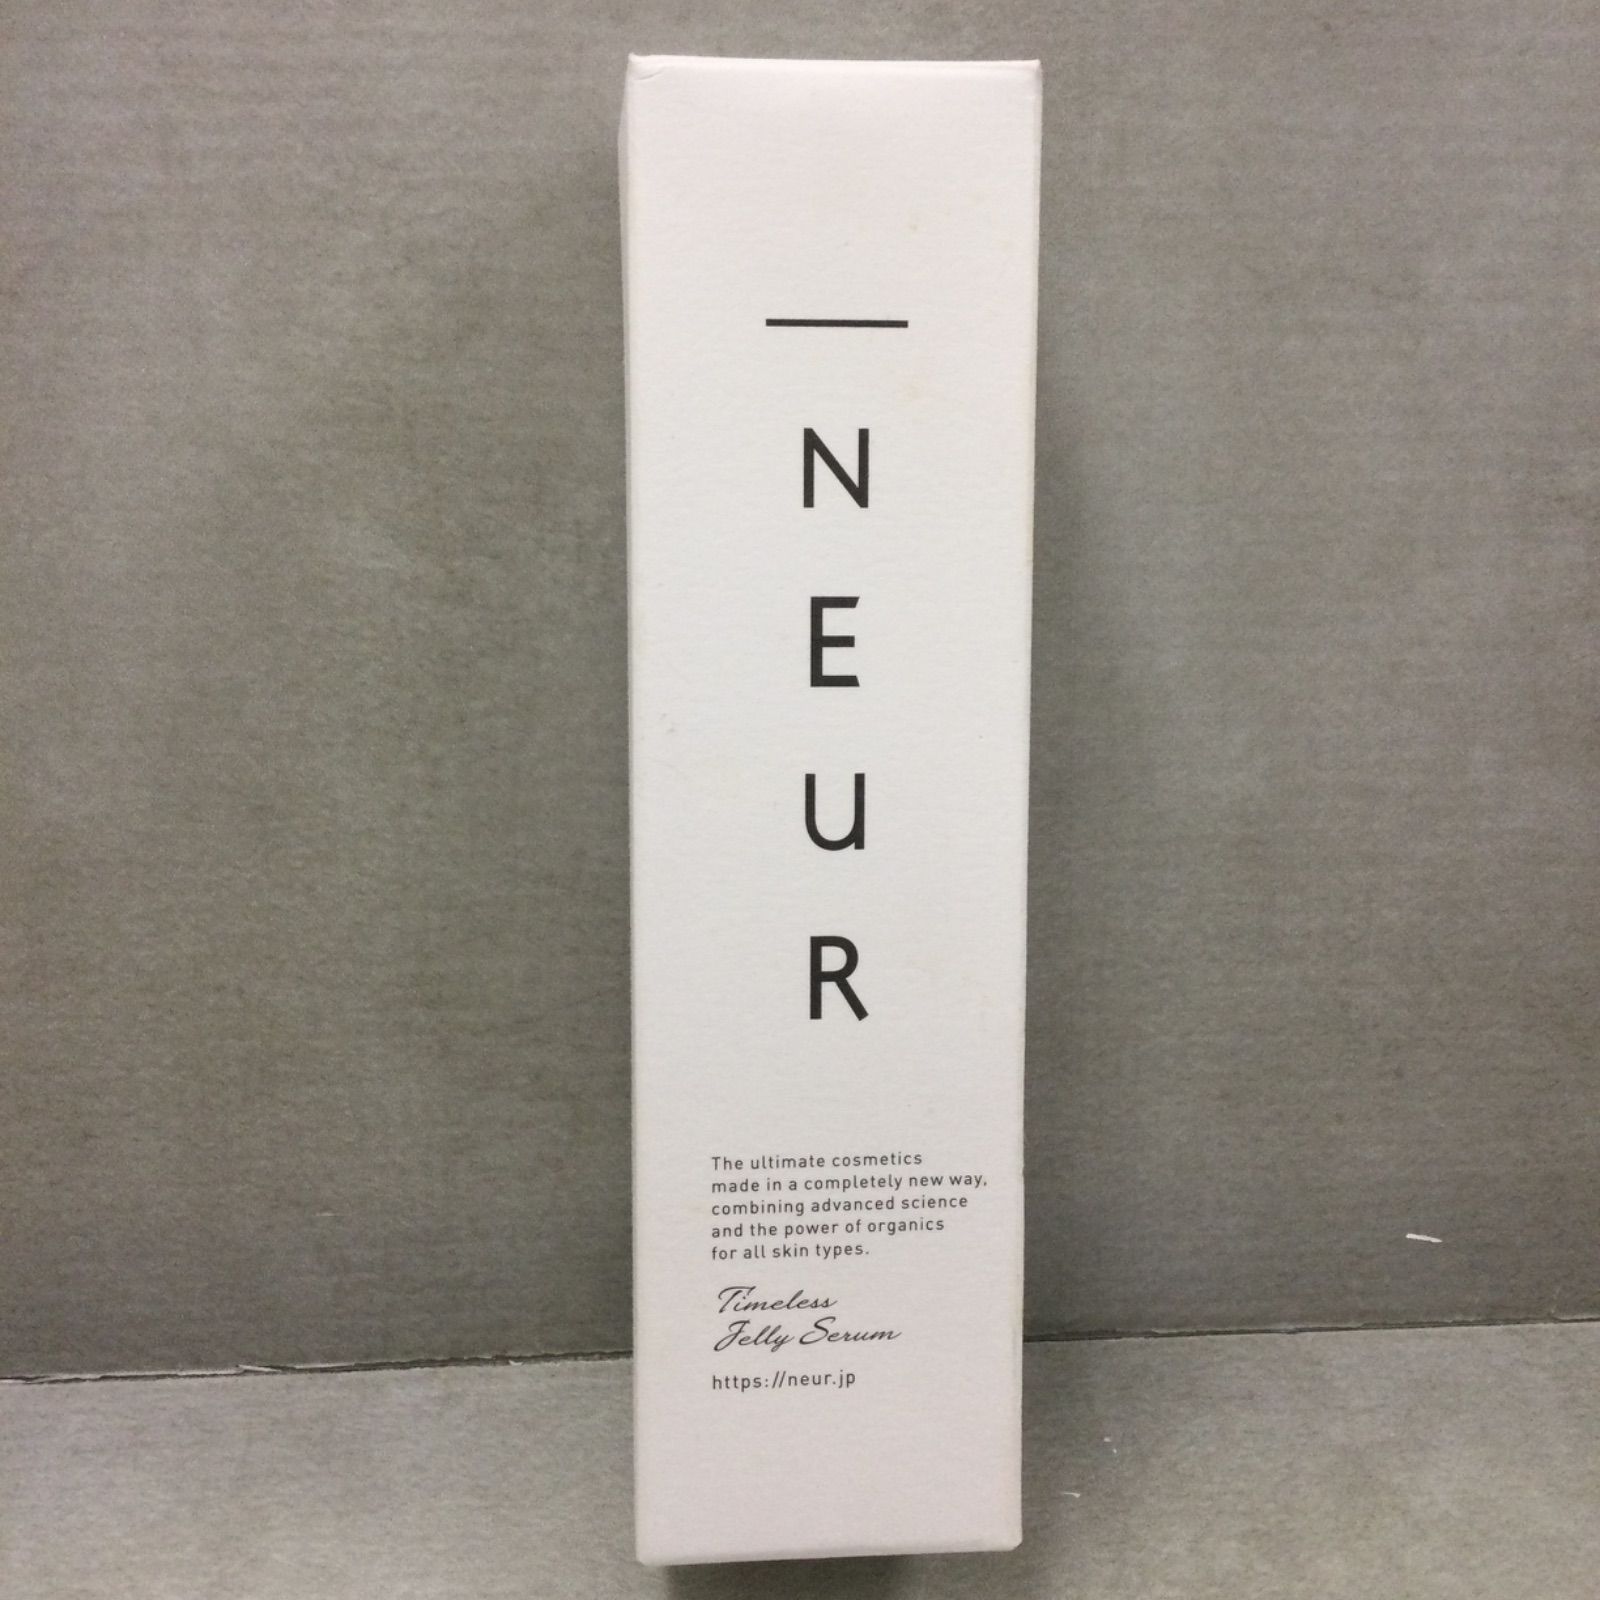 NEUR
The ultimate cosmetics
made in a completely new way,
combining advanced science
and the power of organics
for all skin types.
Timeless
Jelly Serum
https://neur.jp